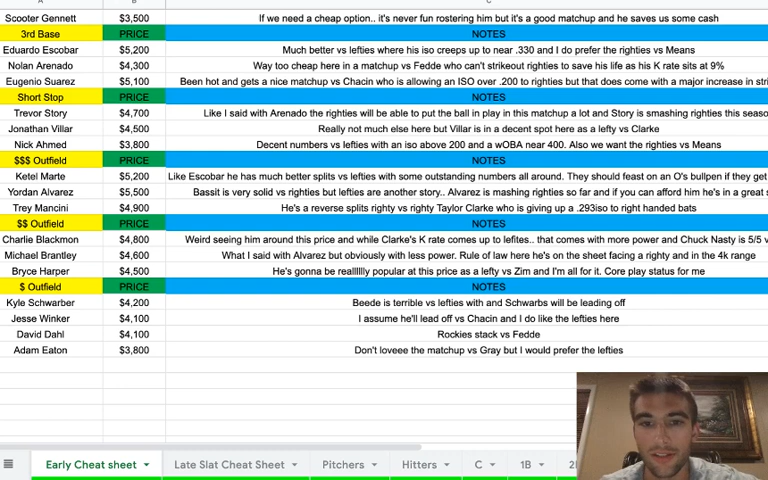 A B C
Scooter Gennett $3,500 If we need a cheap option.. it's never fun rostering him but it's a good matchup and he saves us some cash
3rd Base PRICE NOTES
Eduardo Escobar $5,200 Much better vs lefties where his iso creeps up to near .330 and I do prefer the righties vs Means
Nolan Arenado $4,300 Way too cheap here in a matchup vs Fedde who can't strikeout righties to save his life as his K rate sits at 9%
Eugenio Suarez $5,100 Been hot and gets a nice matchup vs Chacin who is allowing an ISO over .200 to righties but that does come with a major increase in stri
Short Stop PRICE NOTES
Trevor Story $4,700 Like I said with Arenado the righties will be able to put the ball in play in this matchup a lot and Story is smashing righties this seaso
Jonathan Villar $4,500 Really not much else here but Villar is in a decent spot here as a lefty vs Clarke
Nick Ahmed $3,800 Decent numbers vs lefties with an iso above 200 and a wOBA near 400. Also we want the righties vs Means
$$$ Outfield PRICE NOTES
Ketel Marte $5,200 Like Escobar he has much better splits vs lefties with some outstanding numbers all around. They should feast on an O's bullpen if they get
Yordan Alvarez $5,500 Bassit is very solid vs righties but lefties are another story.. Alvarez is mashing righties so far and if you can afford him he's in a great s
Trey Mancini $4,900 He's a reverse splits righty vs righty Taylor Clarke who is giving up a .293iso to right handed bats
$$ Outfield PRICE NOTES
Charlie Blackmon $4,800 Weird seeing him around this price and while Clarke's K rate comes up to lefites.. that comes with more power and Chuck Nasty is 5/5 v
Michael Brantley $4,600 What I said with Alvarez but obviously with less power. Rule of law here he's on the sheet facing a righty and in the 4k range
Bryce Harper $4,500 He's gonna be realllllly popular at this price as a lefty vs Zim and I'm all for it. Core play status for me
$ Outfield PRICE NOTES
Kyle Schwarber $4,200 Beede is terrible vs lefties with and Schwarbs will be leading off
Jesse Winker $4,100 I assume he'll lead off vs Chacin and I do like the lefties here
David Dahl $4,100 Rockies stack vs Fedde
Adam Eaton $3,800 Don't loveee the matchup vs Gray but I would prefer the lefties
Early Cheat sheet Late Slat Cheat Sheet Pitchers Hitters C 1B